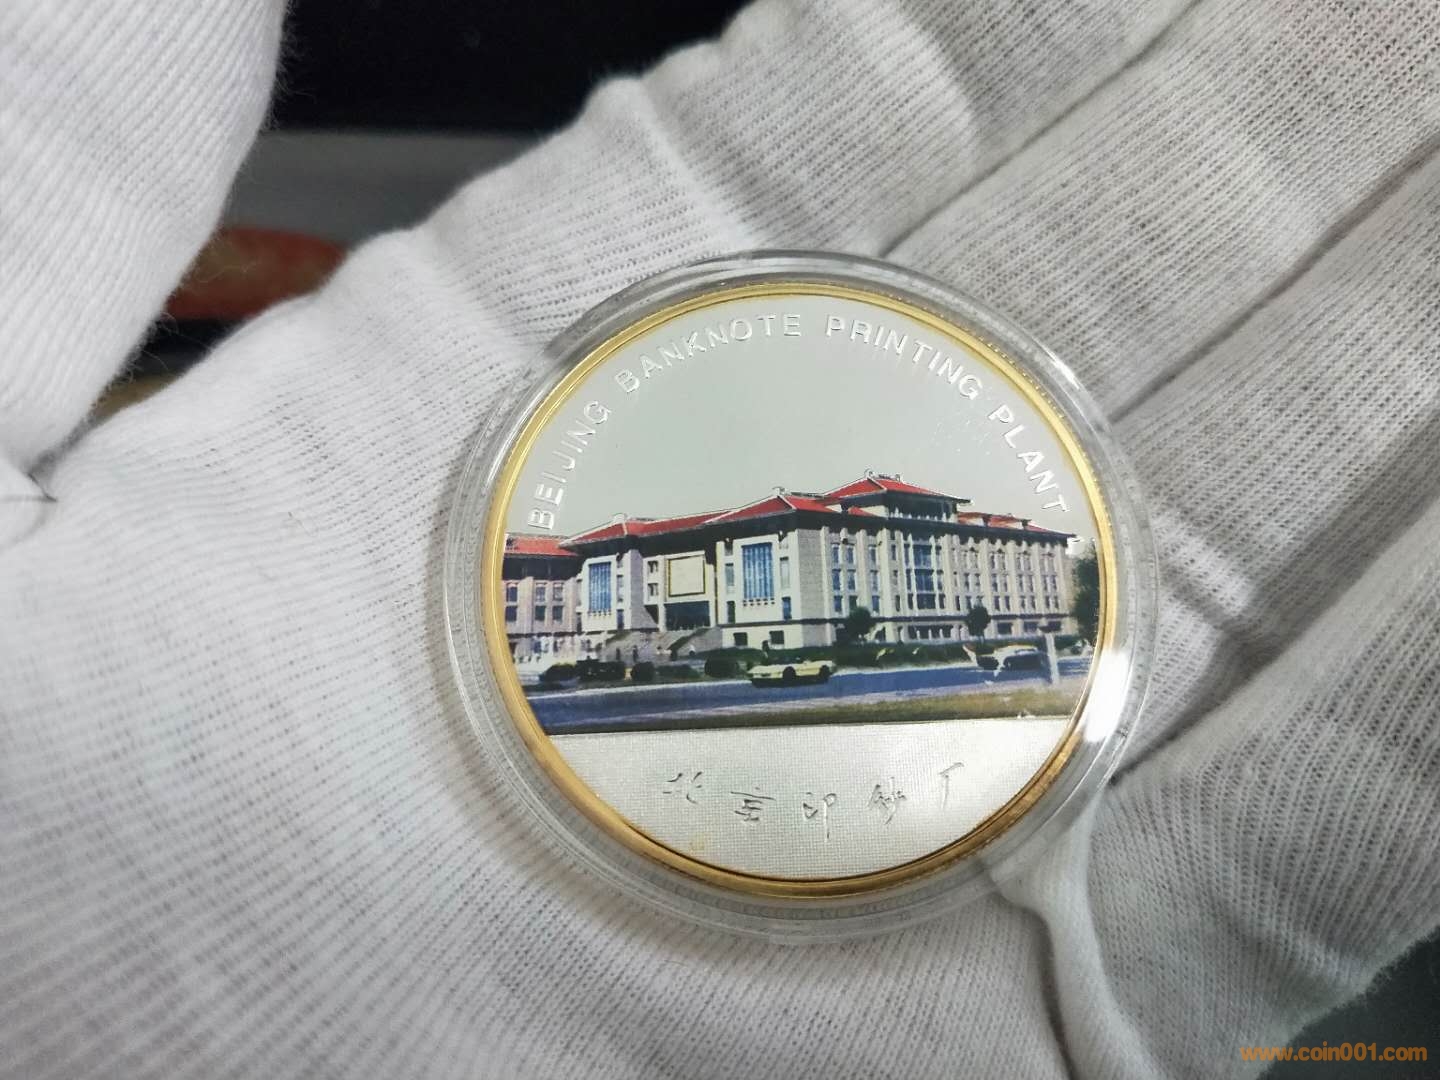 BEIJING BANKNOTE PRINTING PLANT
北京印钞厂
www.coin001.com